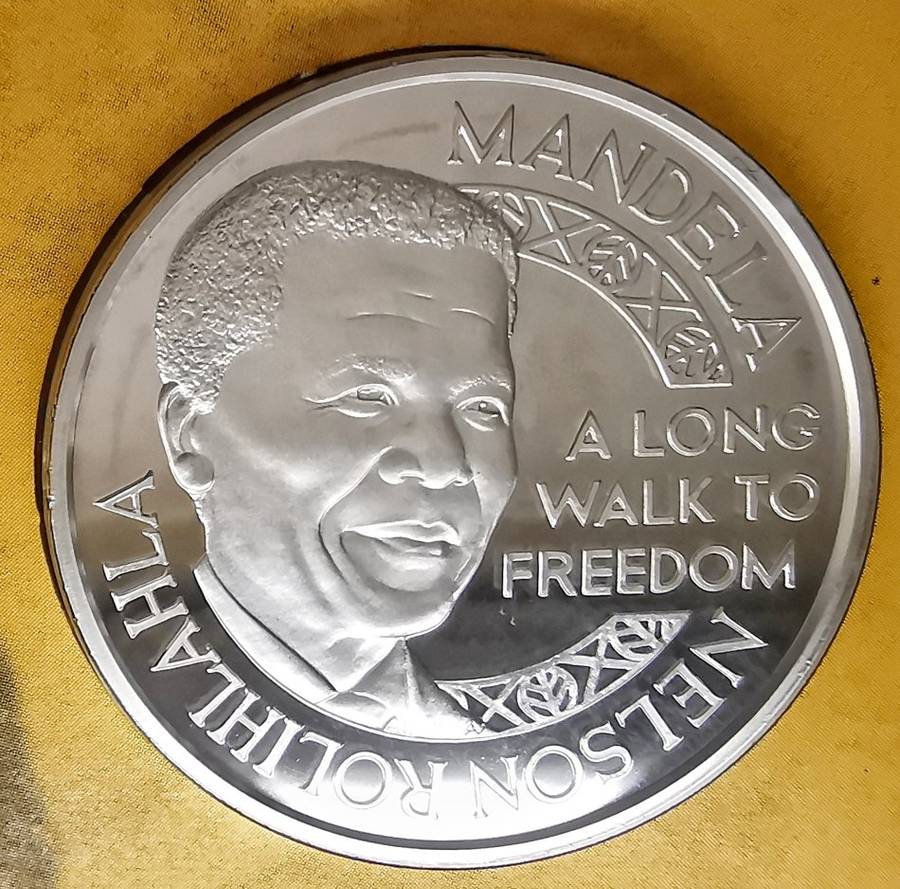 NELSON ROLIHLAHLA
MANDELA
A LONG
WALK TO
FREEDOM